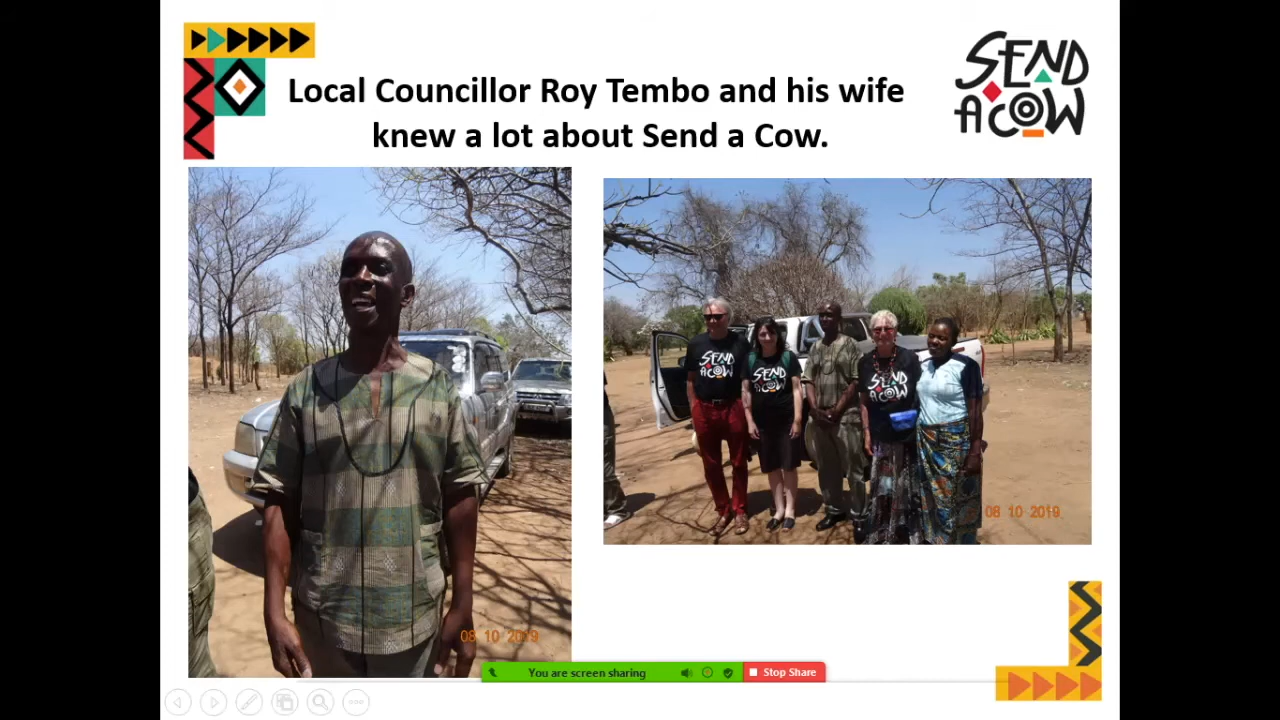 Local Councillor Roy Tembo and his wife
knew a lot about Send a Cow.
SEND
A COW
SEND
A COW
SEND
A COW
SEND
A COW
08 10 2019
08 10 2019
You are screen sharing
Stop Share